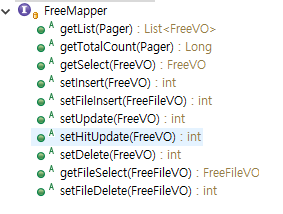 FreeMapper
getList(Pager) : List<FreeVO>
getTotalCount(Pager) : Long
getSelect(FreeVO) : FreeVO
setInsert(FreeVO) : int
setFileInsert(FreeFileVO) : int
setUpdate(FreeVO) : int
setHitUpdate(FreeVO) : int
setDelete(FreeVO) : int
getFileSelect(FreeFileVO) : FreeFileVO
setFileDelete(FreeFileVO) : int